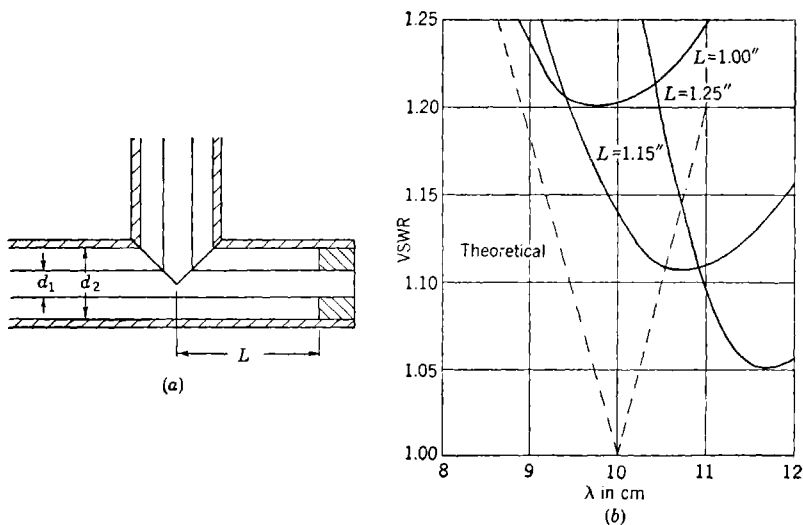 d₁
d₂
L
(a)
VSWR
1.25
1.20
1.15
1.10
1.05
1.00
L=1.00″
L=1.25″
L=1.15″
Theoretical
8
9
10
11
12
λ in cm
(b)